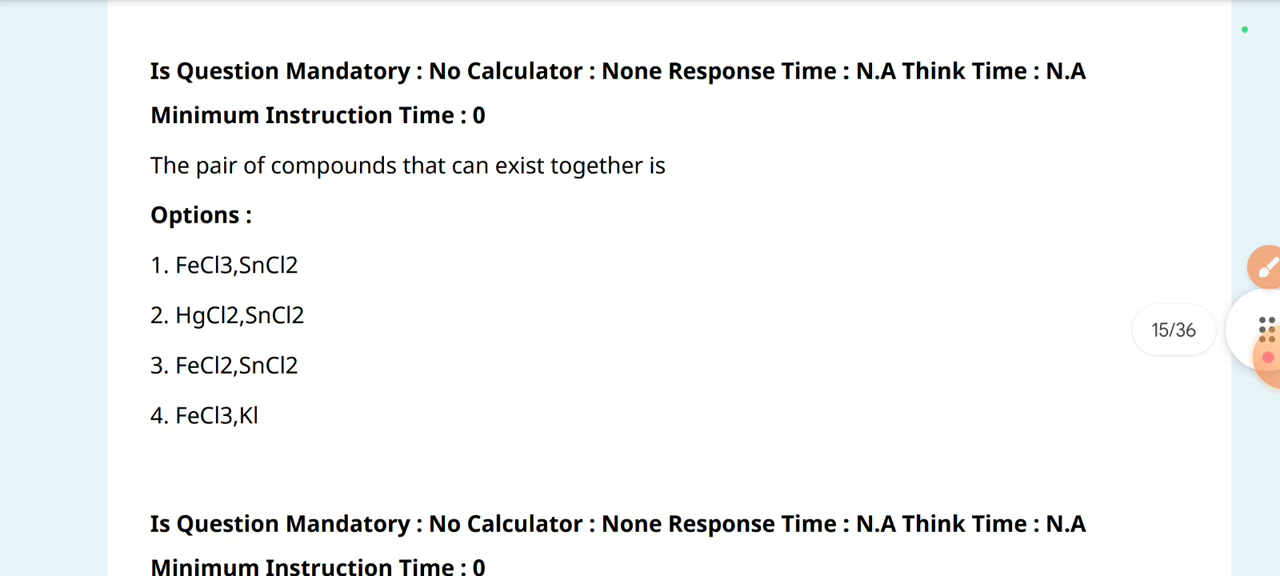 Is Question Mandatory : No Calculator : None Response Time : N.A Think Time : N.A
Minimum Instruction Time : 0
The pair of compounds that can exist together is
Options :
1. FeCl3,SnCl2
2. HgCl2,SnCl2
3. FeCl2,SnCl2
4. FeCl3,Kl
15/36
Is Question Mandatory : No Calculator : None Response Time : N.A Think Time : N.A
Minimum Instruction Time : 0